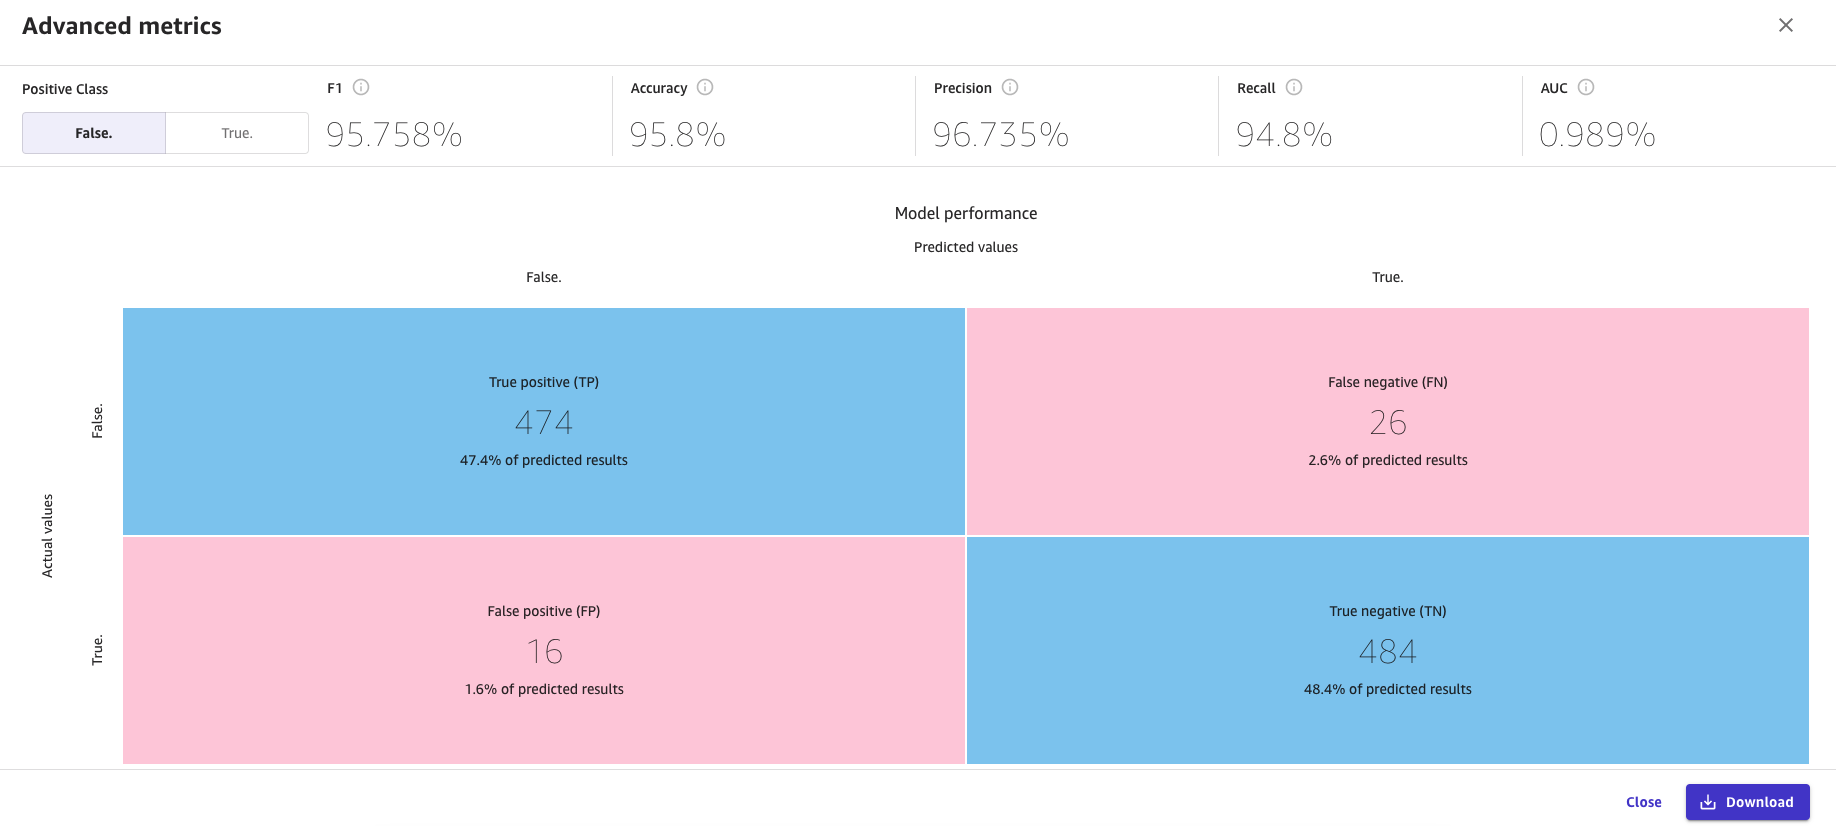 Advanced metrics
Positive Class
False.
True.
F1
95.758%
Accuracy
95.8%
Precision
96.735%
Recall
94.8%
AUC
0.989%
Model performance
Predicted values
False.
True.
Actual values
False.
True positive (TP)
474
47.4% of predicted results
False negative (FN)
26
2.6% of predicted results
True.
False positive (FP)
16
1.6% of predicted results
True negative (TN)
484
48.4% of predicted results
Close
Download